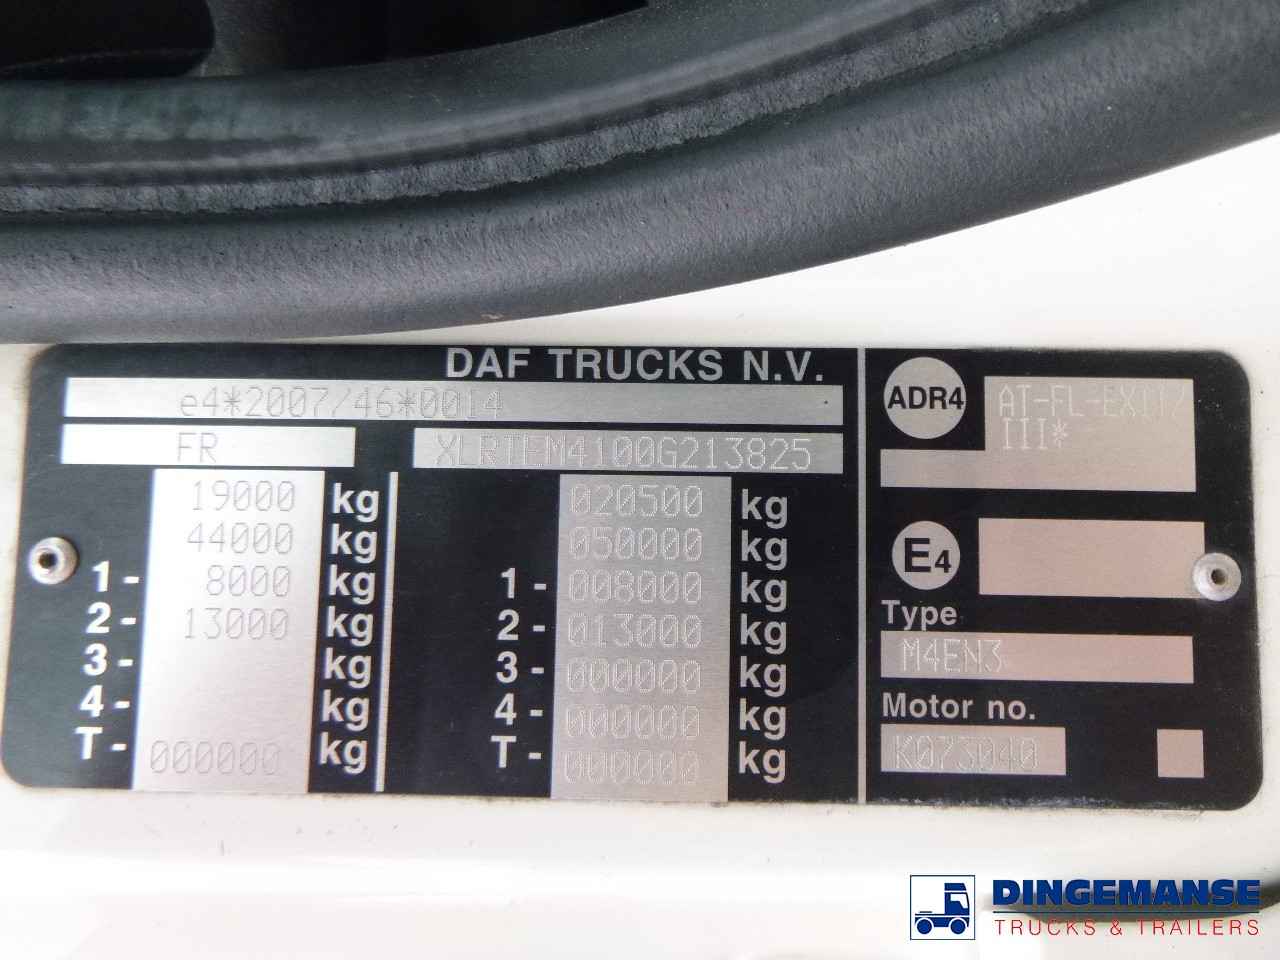 DAF TRUCKS N.V.
e4*2007/46*0014
FR XLRTEM4100G213825
19000 kg 020500 kg
44000 kg 050000 kg
1- 8000 kg 1- 008000 kg
2- 13000 kg 2- 013000 kg
3- kg 3- 000000 kg
4- kg 4- 000000 kg
T- 000000 kg T- 000000 kg
ADR4 AT-FL-EXII/
III*
E4
Type
M4EN3
Motor no.
K073040
DINGEMANSE
TRUCKS & TRAILERS